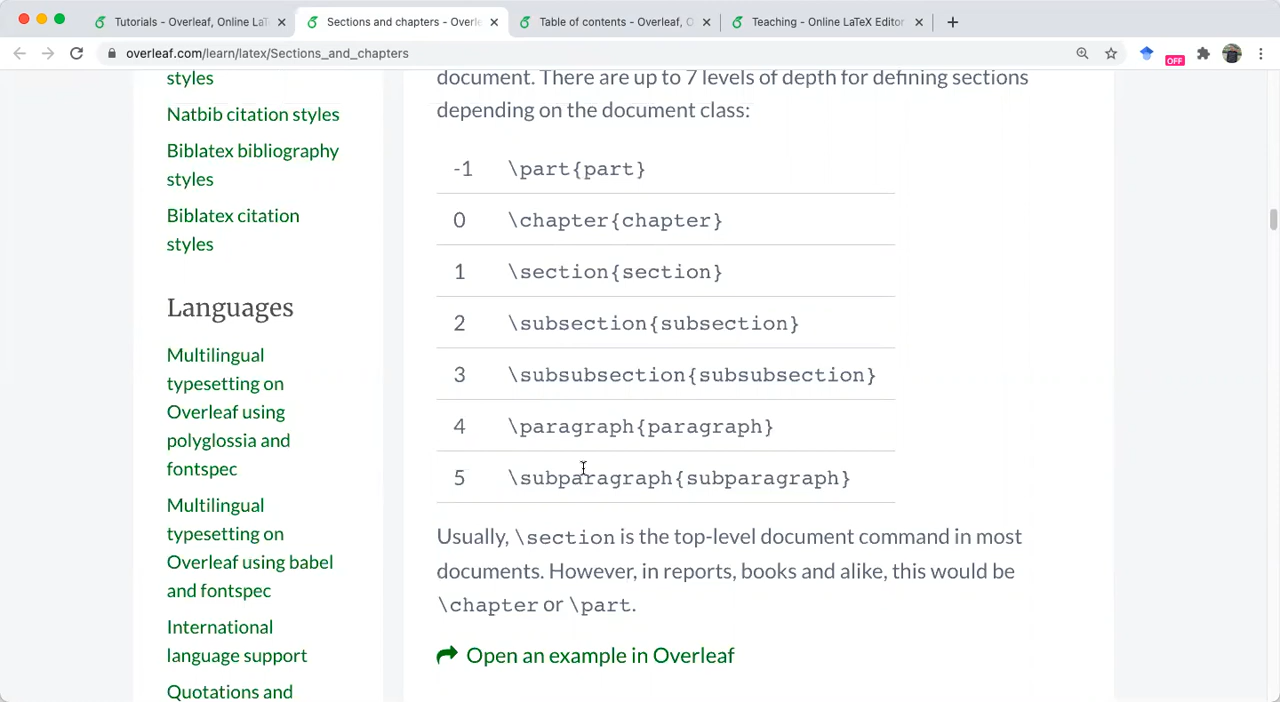 Tutorials - Overleaf, Online LaT
Sections and chapters - Overle
Table of contents - Overleaf, O
Teaching - Online LaTeX Editor
overleaf.com/learn/latex/Sections_and_chapters
OFF
styles
Natbib citation styles
Biblatex bibliography
styles
Biblatex citation
styles
Languages
Multilingual
typesetting on
Overleaf using
polyglossia and
fontspec
Multilingual
typesetting on
Overleaf using babel
and fontspec
International
language support
Quotations and
document. There are up to 7 levels of depth for defining sections
depending on the document class:
-1 \part{part}
0 \chapter{chapter}
1 \section{section}
2 \subsection{subsection}
3 \subsubsection{subsubsection}
4 \paragraph{paragraph}
5 \subparagraph{subparagraph}
Usually, \section is the top-level document command in most
documents. However, in reports, books and alike, this would be
\chapter or \part.
Open an example in Overleaf